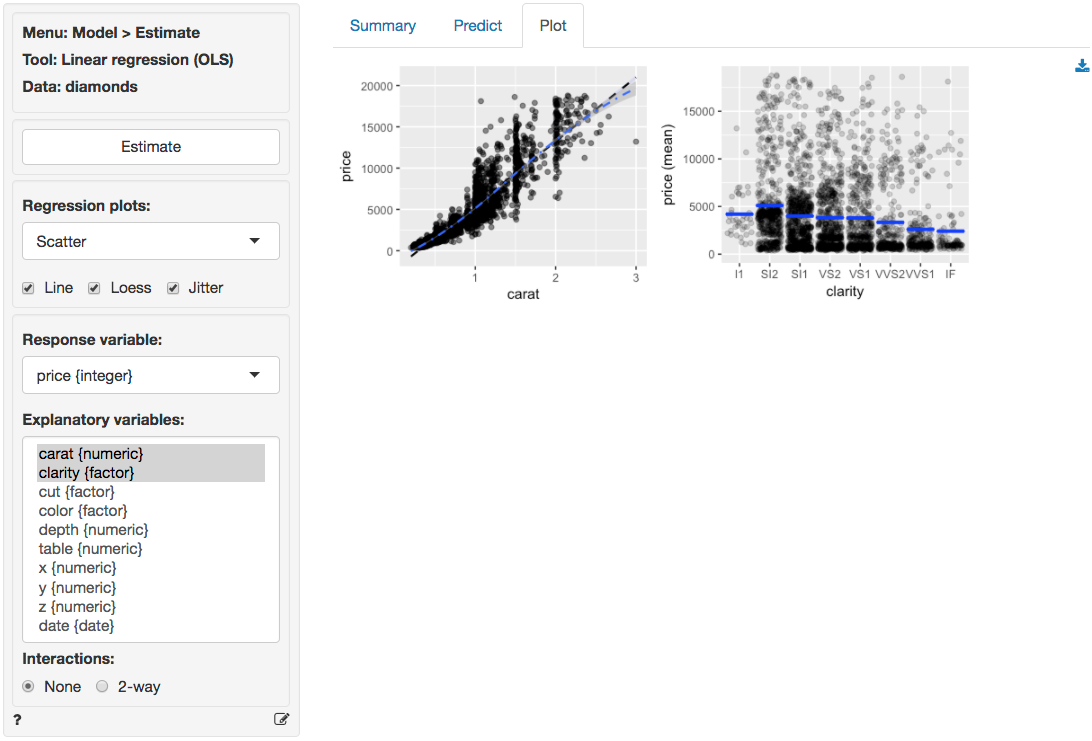 Menu: Model > Estimate
Tool: Linear regression (OLS)
Data: diamonds
Estimate
Regression plots:
Scatter
Line Loess Jitter
Response variable:
price {integer}
Explanatory variables:
carat {numeric}
clarity {factor}
cut {factor}
color {factor}
depth {numeric}
table {numeric}
x {numeric}
y {numeric}
z {numeric}
date {date}
Interactions:
None 2-way
?
Summary Predict Plot
20000
15000
10000
5000
0
price
1 2 3
carat
15000
10000
5000
0
price (mean)
I1 SI2 SI1 VS2 VS1 VVS2 VVS1 IF
clarity